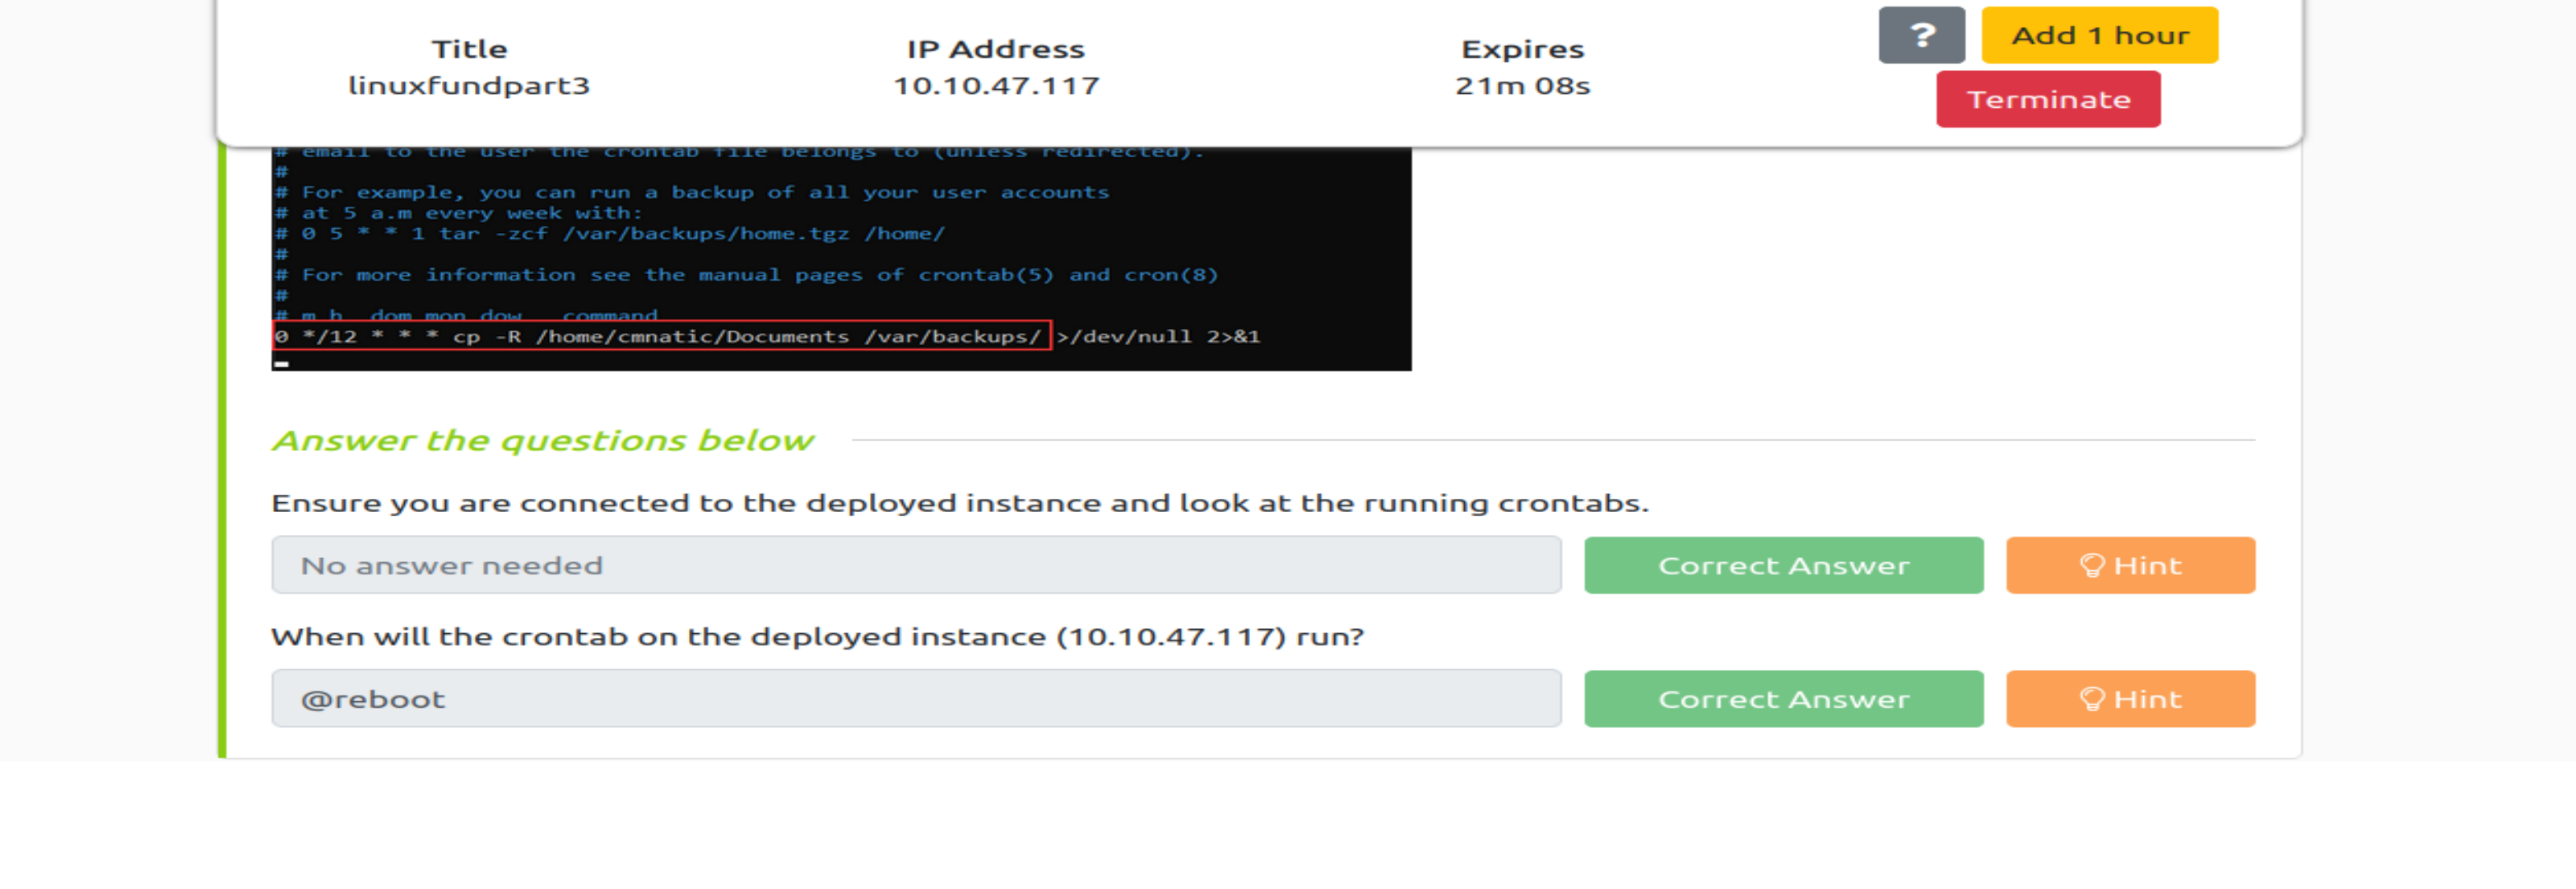 Title
linuxfundpart3
IP Address
10.10.47.117
Expires
21m 08s
?
Add 1 hour
Terminate
# email to the user the crontab file belongs to (unless redirected).
#
# For example, you can run a backup of all your user accounts
# at 5 a.m every week with:
# 0 5 * * 1 tar -zcf /var/backups/home.tgz /home/
#
# For more information see the manual pages of crontab(5) and cron(8)
#
# m h  dom mon dow   command
0 */12 * * * cp -R /home/cmnatic/Documents /var/backups/ >/dev/null 2>&1
Answer the questions below
Ensure you are connected to the deployed instance and look at the running crontabs.
No answer needed
Correct Answer
Hint
When will the crontab on the deployed instance (10.10.47.117) run?
@reboot
Correct Answer
Hint